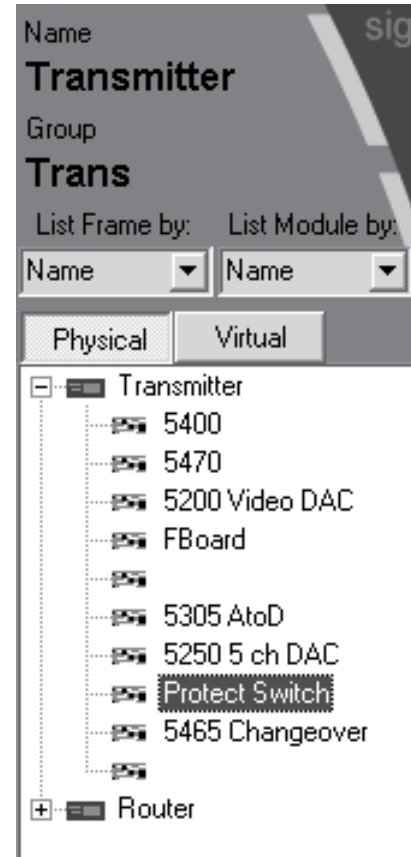 Name
sig
Transmitter
Group
Trans
List Frame by: List Module by:
Name Name
Physical Virtual
Transmitter
5400
5470
5200 Video DAC
FBoard
5305 AtoD
5250 5 ch DAC
Protect Switch
5465 Changeover
Router